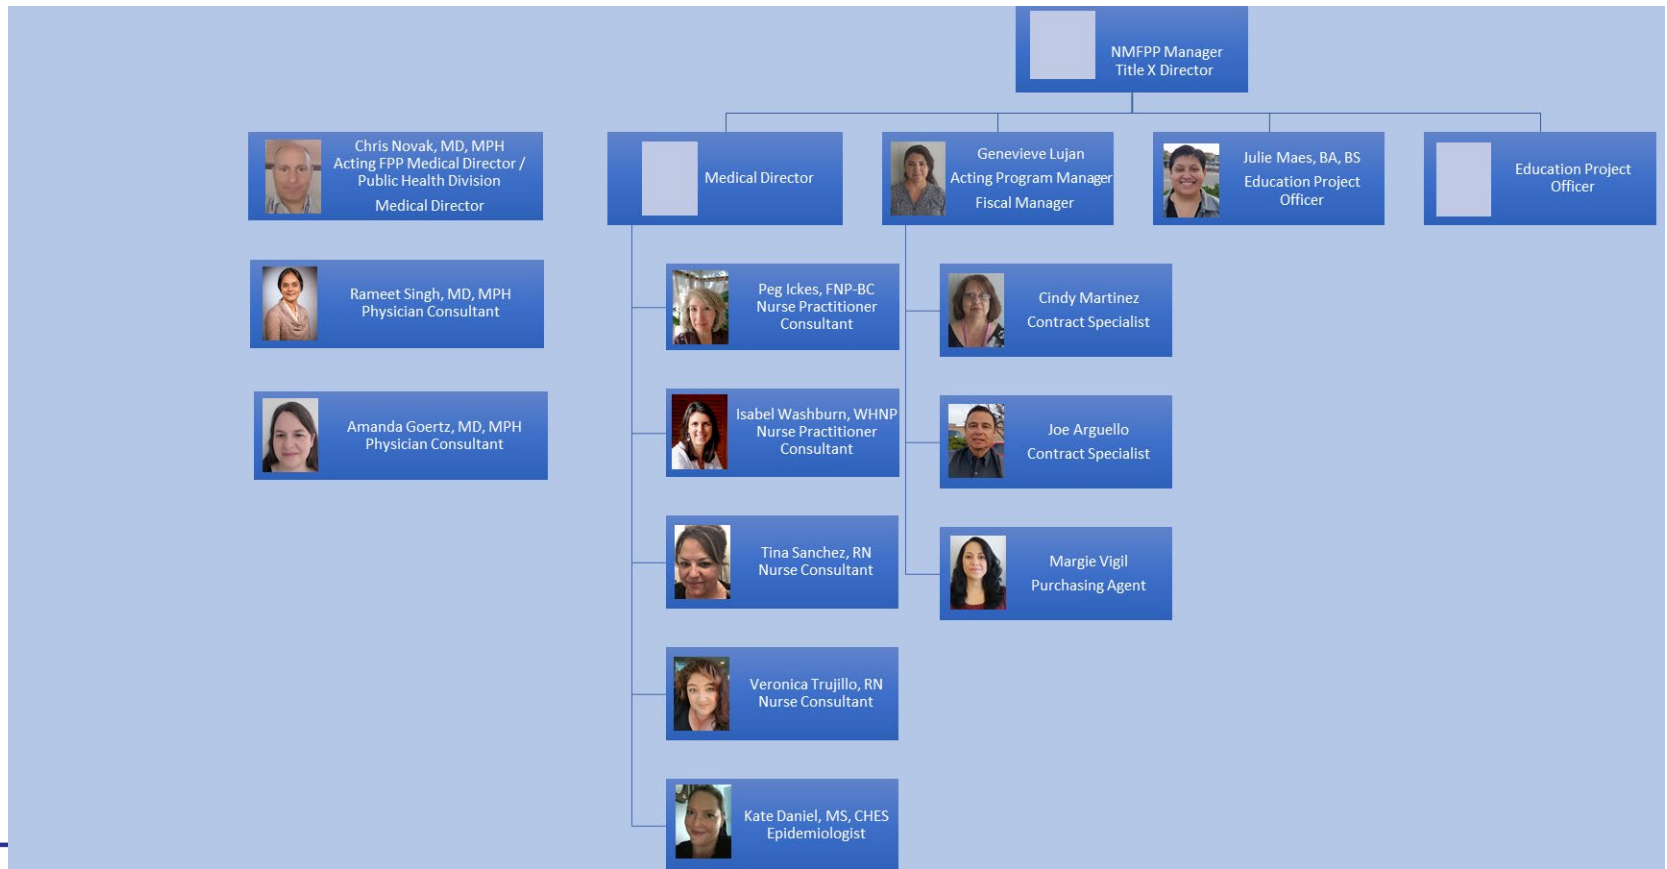 NMFPP Manager
Title X Director
Chris Novak, MD, MPH
Acting FPP Medical Director /
Public Health Division
Medical Director
Medical Director
Genevieve Lujan
Acting Program Manager
Fiscal Manager
Julie Maes, BA, BS
Education Project
Officer
Education Project
Officer
Rameet Singh, MD, MPH
Physician Consultant
Peg Ickes, FNP-BC
Nurse Practitioner
Consultant
Cindy Martinez
Contract Specialist
Amanda Goertz, MD, MPH
Physician Consultant
Isabel Washburn, WHNP
Nurse Practitioner
Consultant
Joe Arguello
Contract Specialist
Tina Sanchez, RN
Nurse Consultant
Margie Vigil
Purchasing Agent
Veronica Trujillo, RN
Nurse Consultant
Kate Daniel, MS, CHES
Epidemiologist